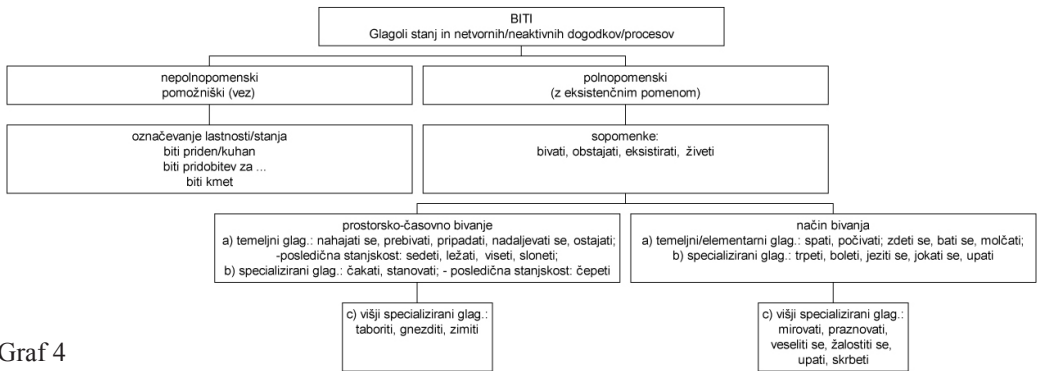 BITI
Glagoli stanj in netvornih/neaktivnih dogodkov/procesov
nepolnopomenski
pomožniški (vez)
polnopomenski
(z eksistenčnim pomenom)
označevanje lastnosti/stanja
biti priden/kuhan
biti pridobitev za ...
biti kmet
sopomenke:
bivati, obstajati, eksistirati, živeti
prostorsko-časovno bivanje
a) temeljni glag.: nahajati se, prebivati, pripadati, nadaljevati se, ostajati;
-posledična stanjskost: sedeti, ležati, viseti, sloneti;
b) specializirani glag.: čakati, stanovati; - posledična stanjskost: čepeti
način bivanja
a) temeljni/elementarni glag.: spati, počivati; zdeti se, bati se, molčati;
b) specializirani glag.: trpeti, boleti, jeziti se, jokati se, upati
c) višji specializirani glag.:
taboriti, gnezditi, zimiti
c) višji specializirani glag.:
mirovati, praznovati,
veseliti se, žalostiti se,
upati, skrbeti
Graf 4